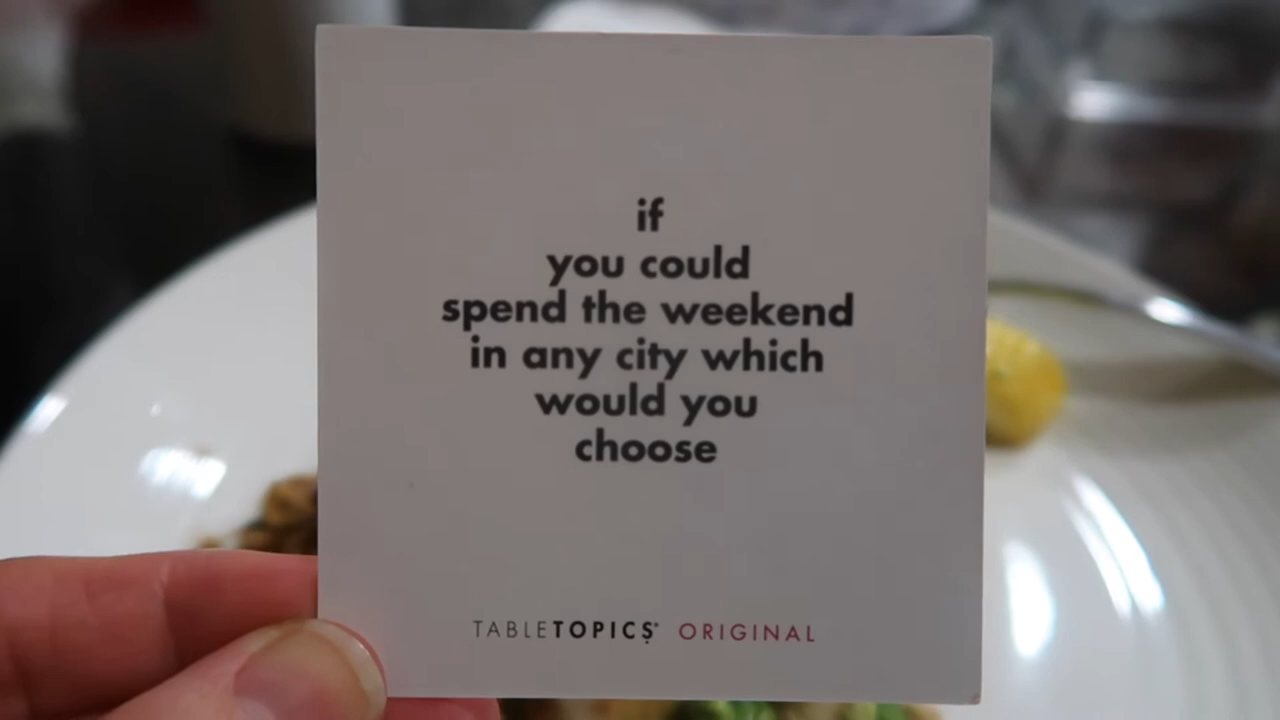 if
you could
spend the weekend
in any city which
would you
choose
TABLETOPICS® ORIGINAL